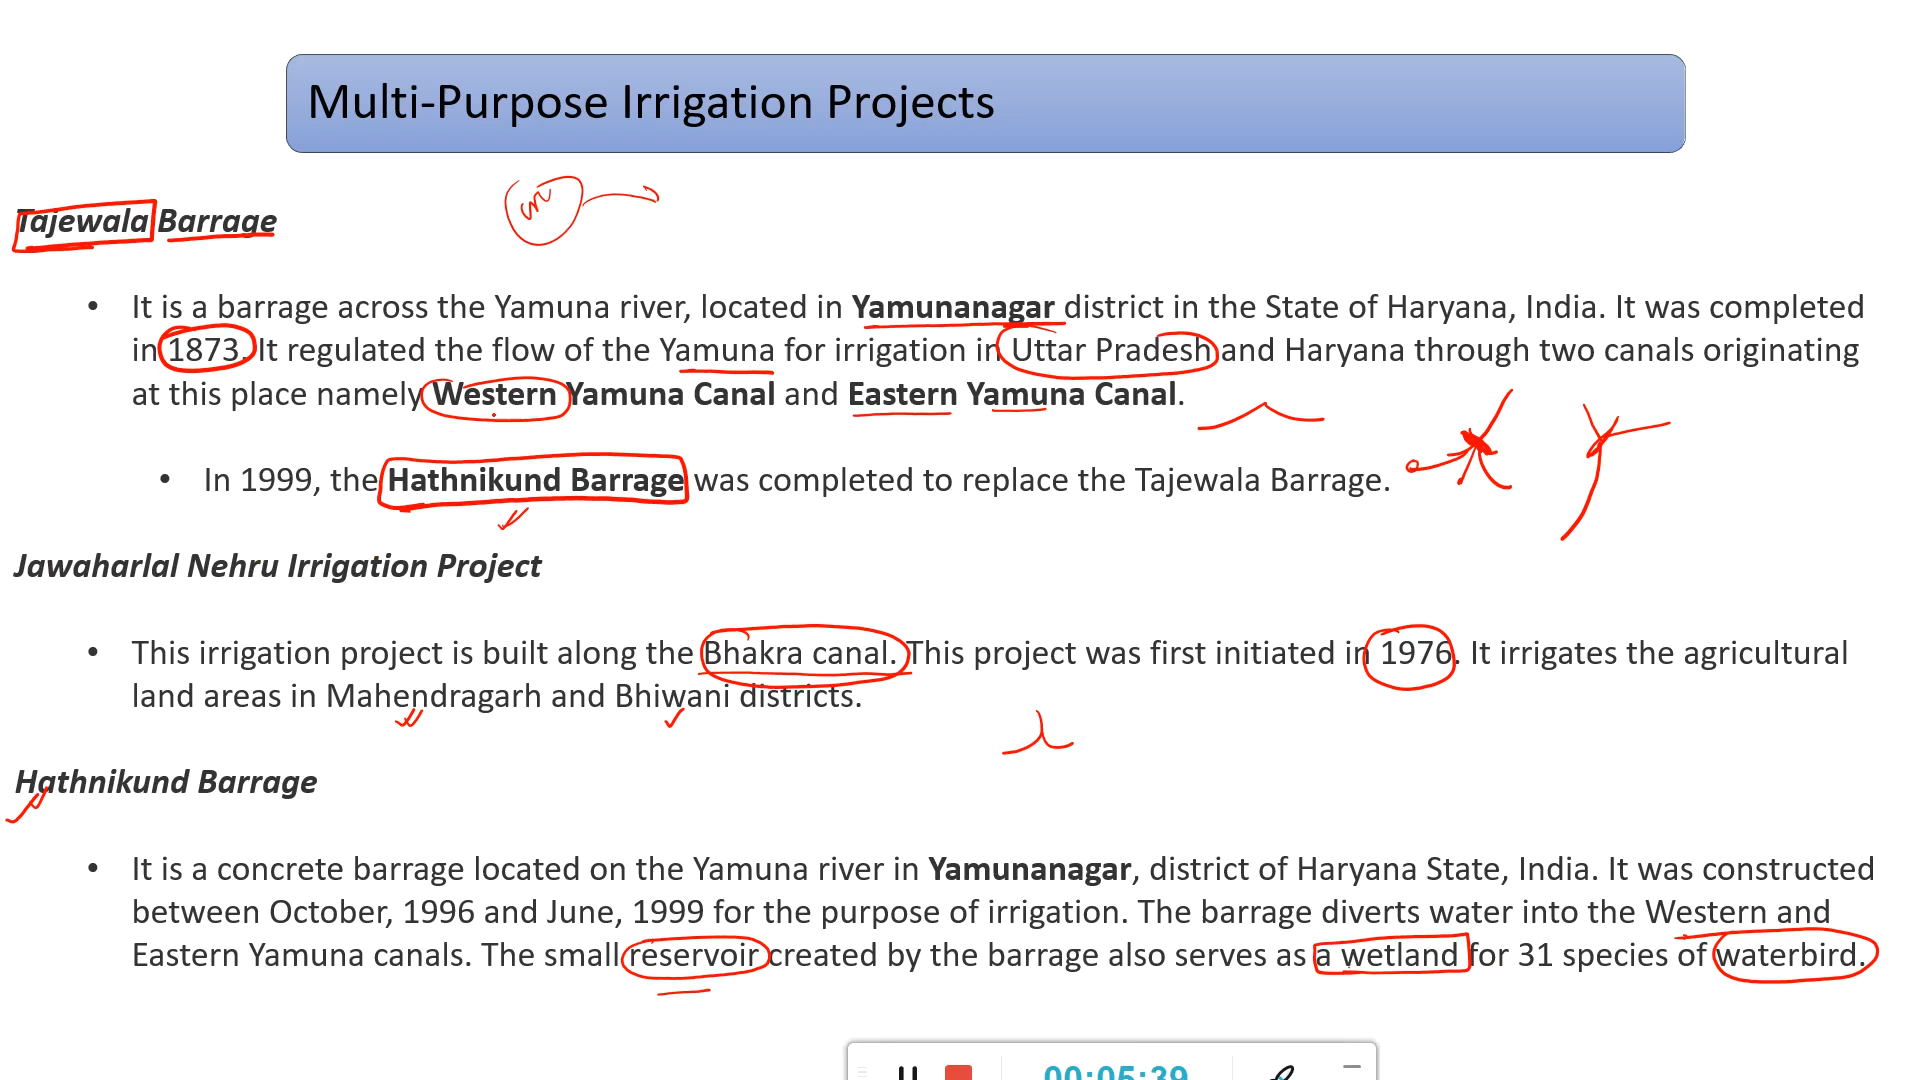 Multi-Purpose Irrigation Projects
Tajewala Barrage
• It is a barrage across the Yamuna river, located in Yamunanagar district in the State of Haryana, India. It was completed
in 1873. It regulated the flow of the Yamuna for irrigation in Uttar Pradesh and Haryana through two canals originating
at this place namely Western Yamuna Canal and Eastern Yamuna Canal.
• In 1999, the Hathnikund Barrage was completed to replace the Tajewala Barrage.
Jawaharlal Nehru Irrigation Project
• This irrigation project is built along the Bhakra canal. This project was first initiated in 1976. It irrigates the agricultural
land areas in Mahendragarh and Bhiwani districts.
Hathnikund Barrage
• It is a concrete barrage located on the Yamuna river in Yamunanagar, district of Haryana State, India. It was constructed
between October, 1996 and June, 1999 for the purpose of irrigation. The barrage diverts water into the Western and
Eastern Yamuna canals. The small reservoir created by the barrage also serves as a wetland for 31 species of waterbird.
00:05:39